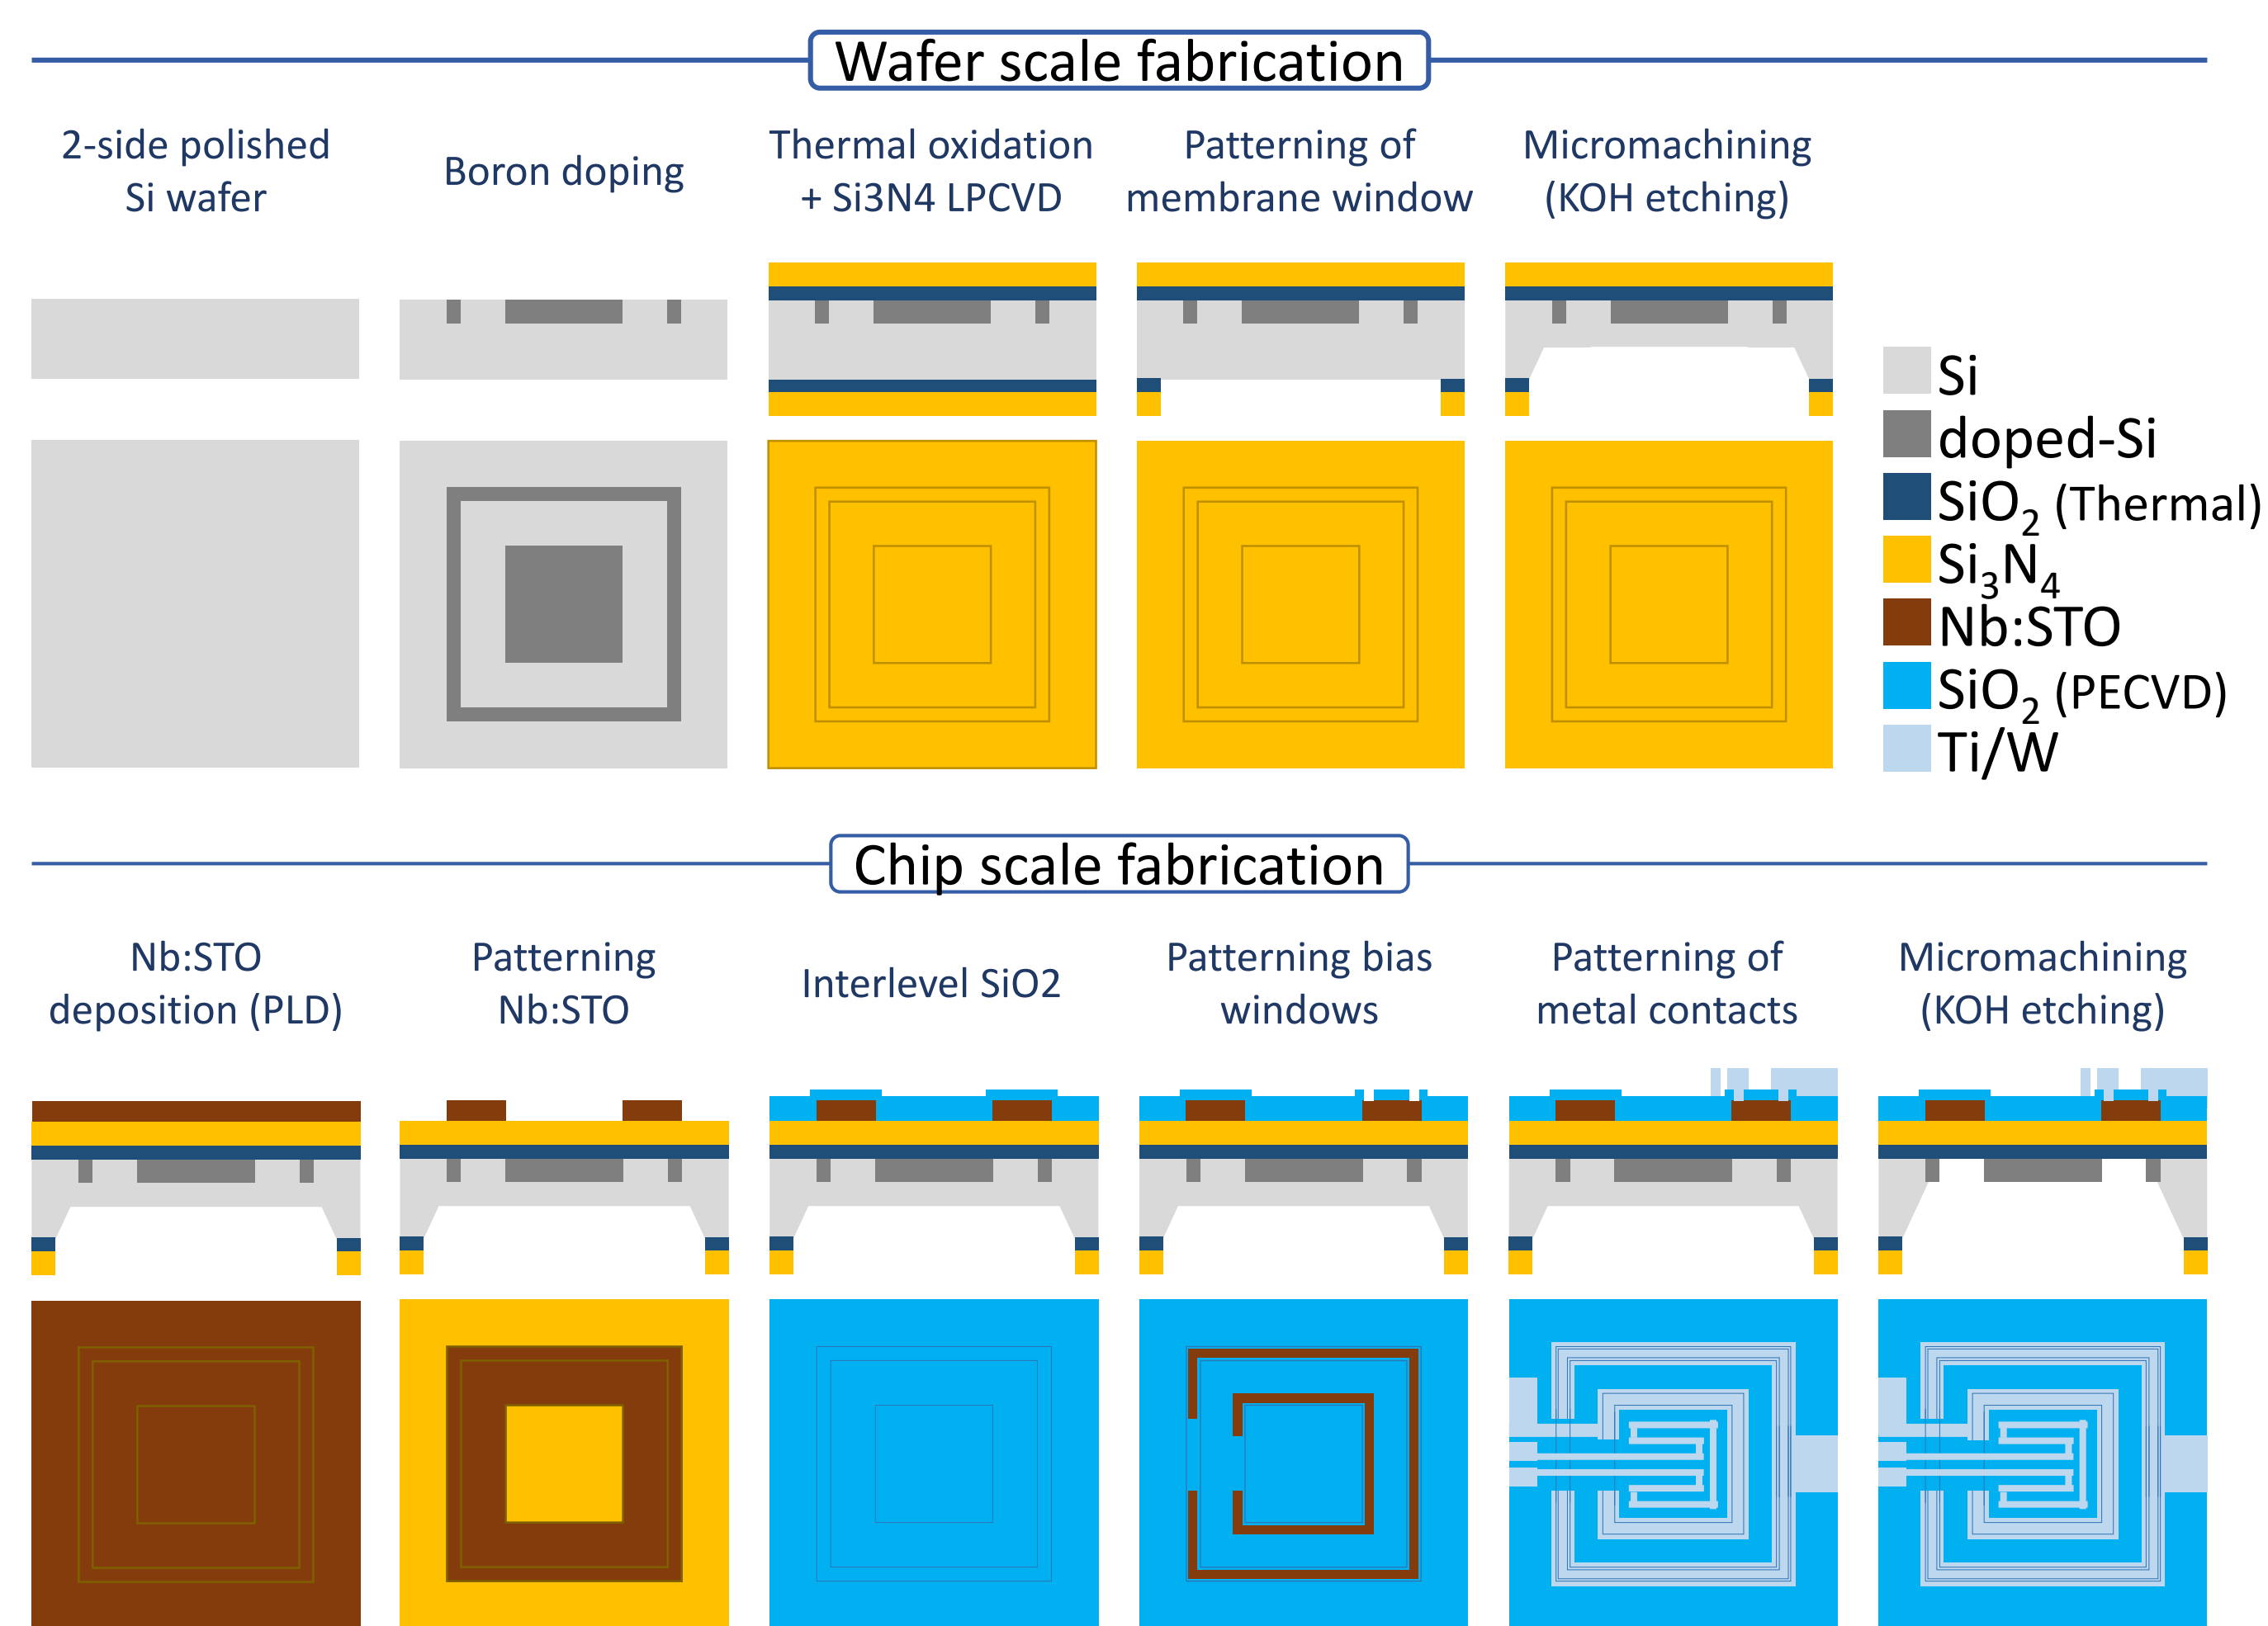 Wafer scale fabrication
2-side polished
Si wafer
Boron doping
Thermal oxidation
+ Si3N4 LPCVD
Patterning of
membrane window
Micromachining
(KOH etching)
Si
doped-Si
SiO2 (Thermal)
Si3N4
Nb:STO
SiO2 (PECVD)
Ti/W
Chip scale fabrication
Nb:STO
deposition (PLD)
Patterning
Nb:STO
Interlevel SiO2
Patterning bias
windows
Patterning of
metal contacts
Micromachining
(KOH etching)